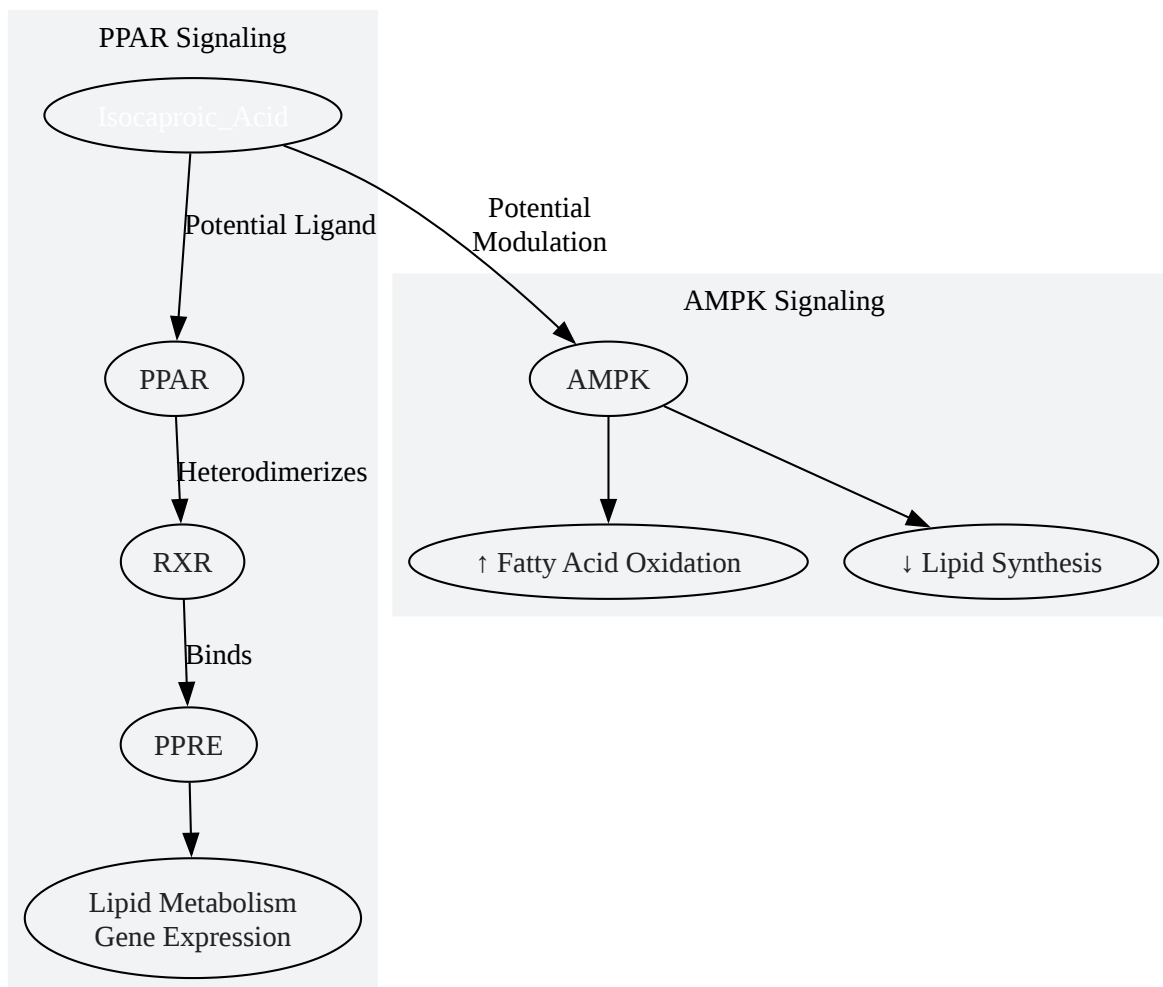 PPAR Signaling
Isocaproic_Acid
Potential Ligand
Potential
Modulation
AMPK Signaling
PPAR
AMPK
Heterodimerizes
RXR
↑ Fatty Acid Oxidation
↓ Lipid Synthesis
Binds
PPRE
Lipid Metabolism
Gene Expression